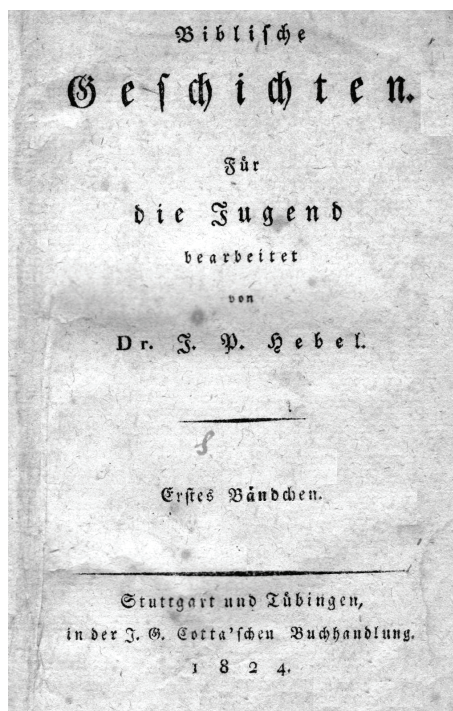 Biblische
Geschichten.
Für
die Jugend
bearbeitet
von
Dr. J. P. Hebel.
Erstes Bändchen.
Stuttgart und Tübingen,
in der J. G. Cotta'schen Buchhandlung.
1824.